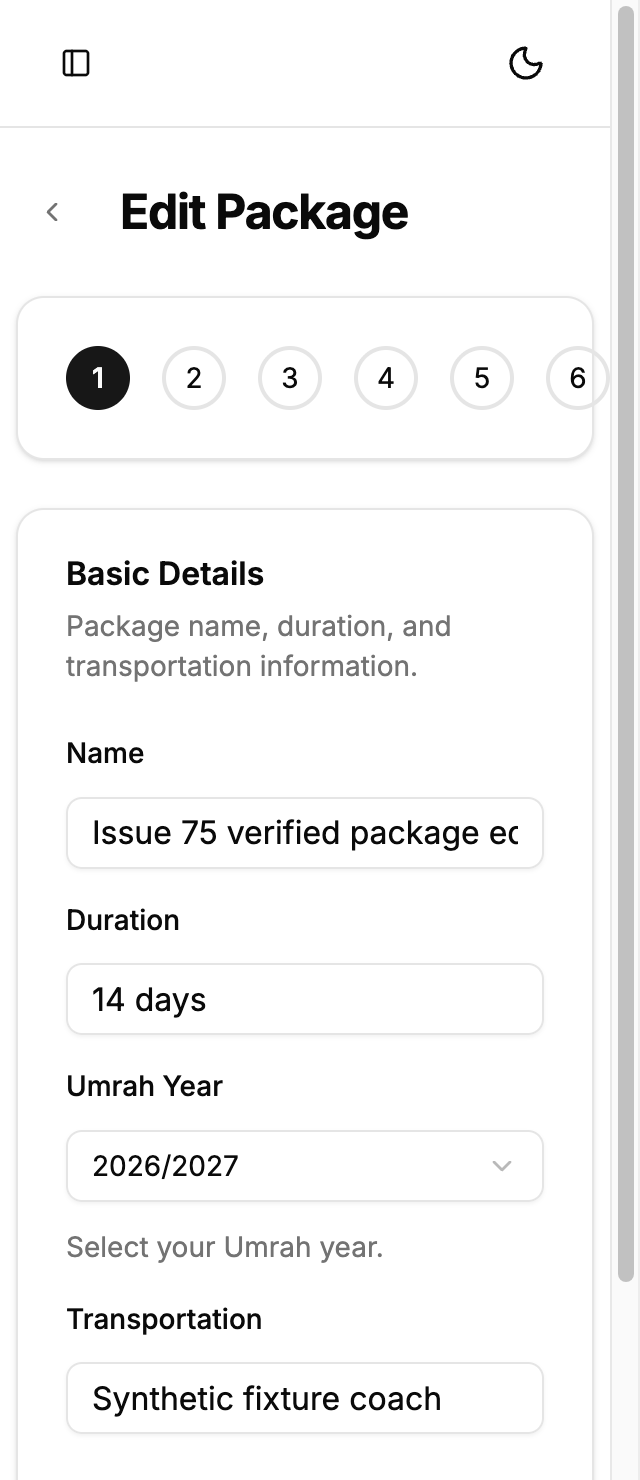 Edit Package
1 2 3 4 5 6
Basic Details
Package name, duration, and
transportation information.
Name
Issue 75 verified package
Duration
14 days
Umrah Year
2026/2027
Select your Umrah year.
Transportation
Synthetic fixture coach